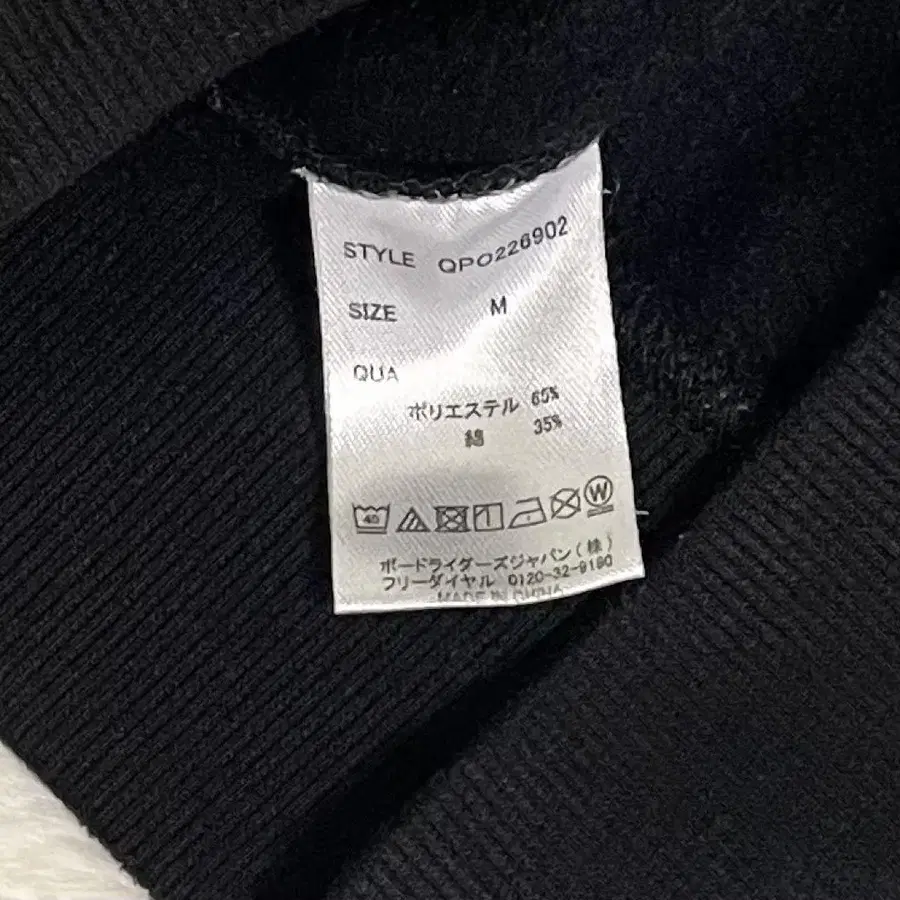 STYLE QPO226902
SIZE M
QUA
ポリエステル 65%
綿 35%
40
W
ボードライダーズジャパン(株)
フリーダイヤル 0120-32-9190
MADE IN CHINA